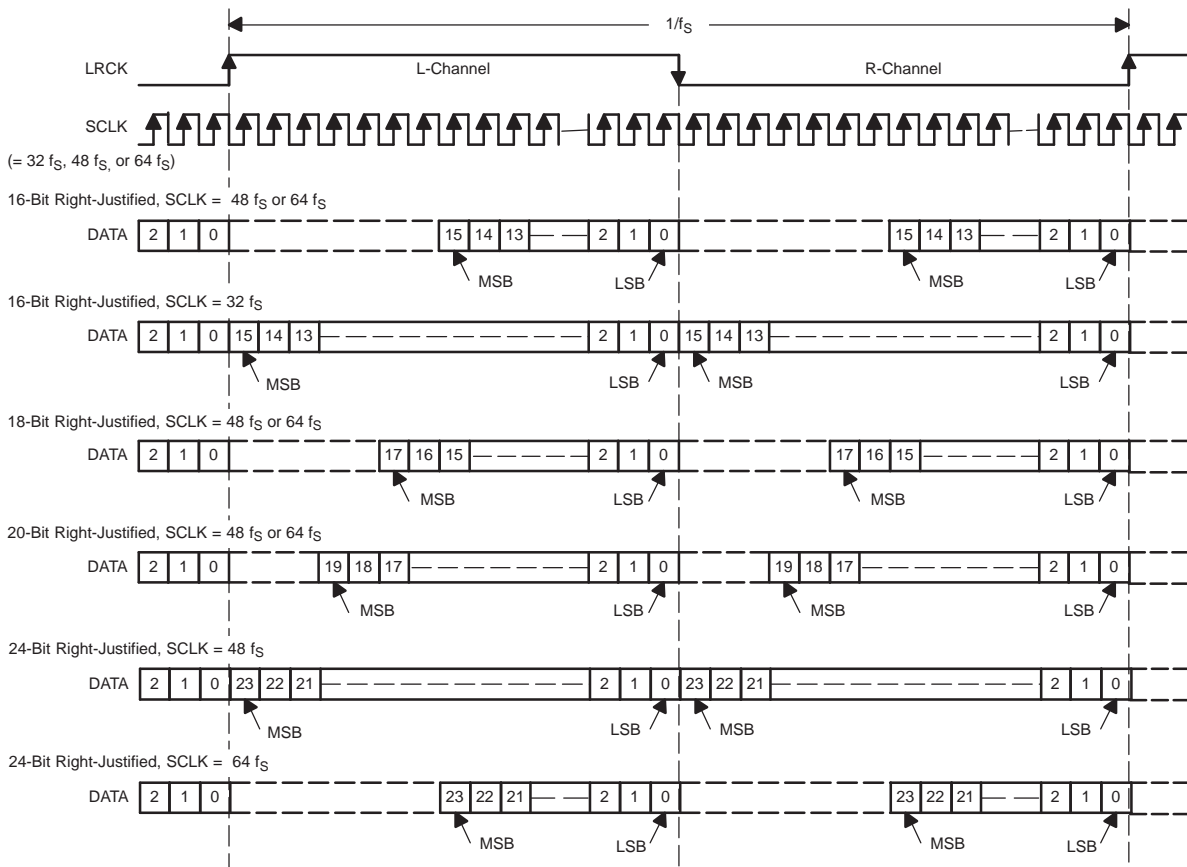 1/fS
LRCK L-Channel R-Channel
SCLK
(= 32 fS, 48 fS, or 64 fS)
16-Bit Right-Justified, SCLK = 48 fS or 64 fS
DATA 2 1 0 15 14 13 2 1 0 15 14 13 2 1 0
MSB LSB MSB LSB
16-Bit Right-Justified, SCLK = 32 fS
DATA 2 1 0 15 14 13 2 1 0 15 14 13 2 1 0
MSB LSB MSB LSB
18-Bit Right-Justified, SCLK = 48 fS or 64 fS
DATA 2 1 0 17 16 15 2 1 0 17 16 15 2 1 0
MSB LSB MSB LSB
20-Bit Right-Justified, SCLK = 48 fS or 64 fS
DATA 2 1 0 19 18 17 2 1 0 19 18 17 2 1 0
MSB LSB MSB LSB
24-Bit Right-Justified, SCLK = 48 fS
DATA 2 1 0 23 22 21 2 1 0 23 22 21 2 1 0
MSB LSB MSB LSB
24-Bit Right-Justified, SCLK = 64 fS
DATA 2 1 0 23 22 21 2 1 0 23 22 21 2 1 0
MSB LSB MSB LSB